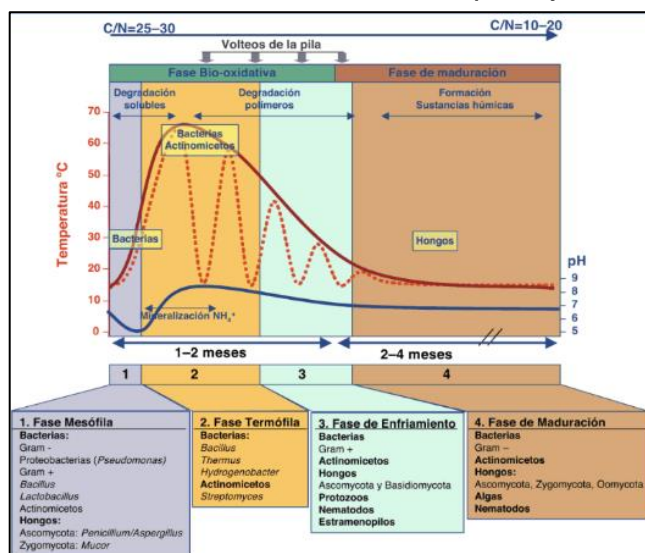 C/N=25–30 C/N=10–20
Volteos de la pila
Fase Bio-oxidativa Fase de maduración
Degradación solubles
Degradación polímeros
Formación Sustancias húmicas
70
60
50
40
30
20
10
0
Temperatura ºC
Bacterias Actinomicetos
Bacterias
Hongos
Mineralización NH₄⁺
pH
9
8
7
6
5
1–2 meses 2–4 meses
1 2 3 4
1. Fase Mesófila
Bacterias:
Gram -
Proteobacterias (Pseudomonas)
Gram +
Bacillus
Lactobacillus
Actinomicetos
Hongos:
Ascomycota: Penicillium/Aspergillus
Zygomycota: Mucor
2. Fase Termófila
Bacterias:
Bacillus
Thermus
Hydrogenobacter
Actinomicetos
Streptomyces
3. Fase de Enfriamiento
Bacterias
Gram +
Actinomicetos
Hongos
Ascomycota y Basidiomycota
Protozoos
Nematodos
Estramenopilos
4. Fase de Maduración
Bacterias
Gram –
Actinomicetos
Hongos:
Ascomycota, Zygomycota, Oomycota
Algas
Nematodos